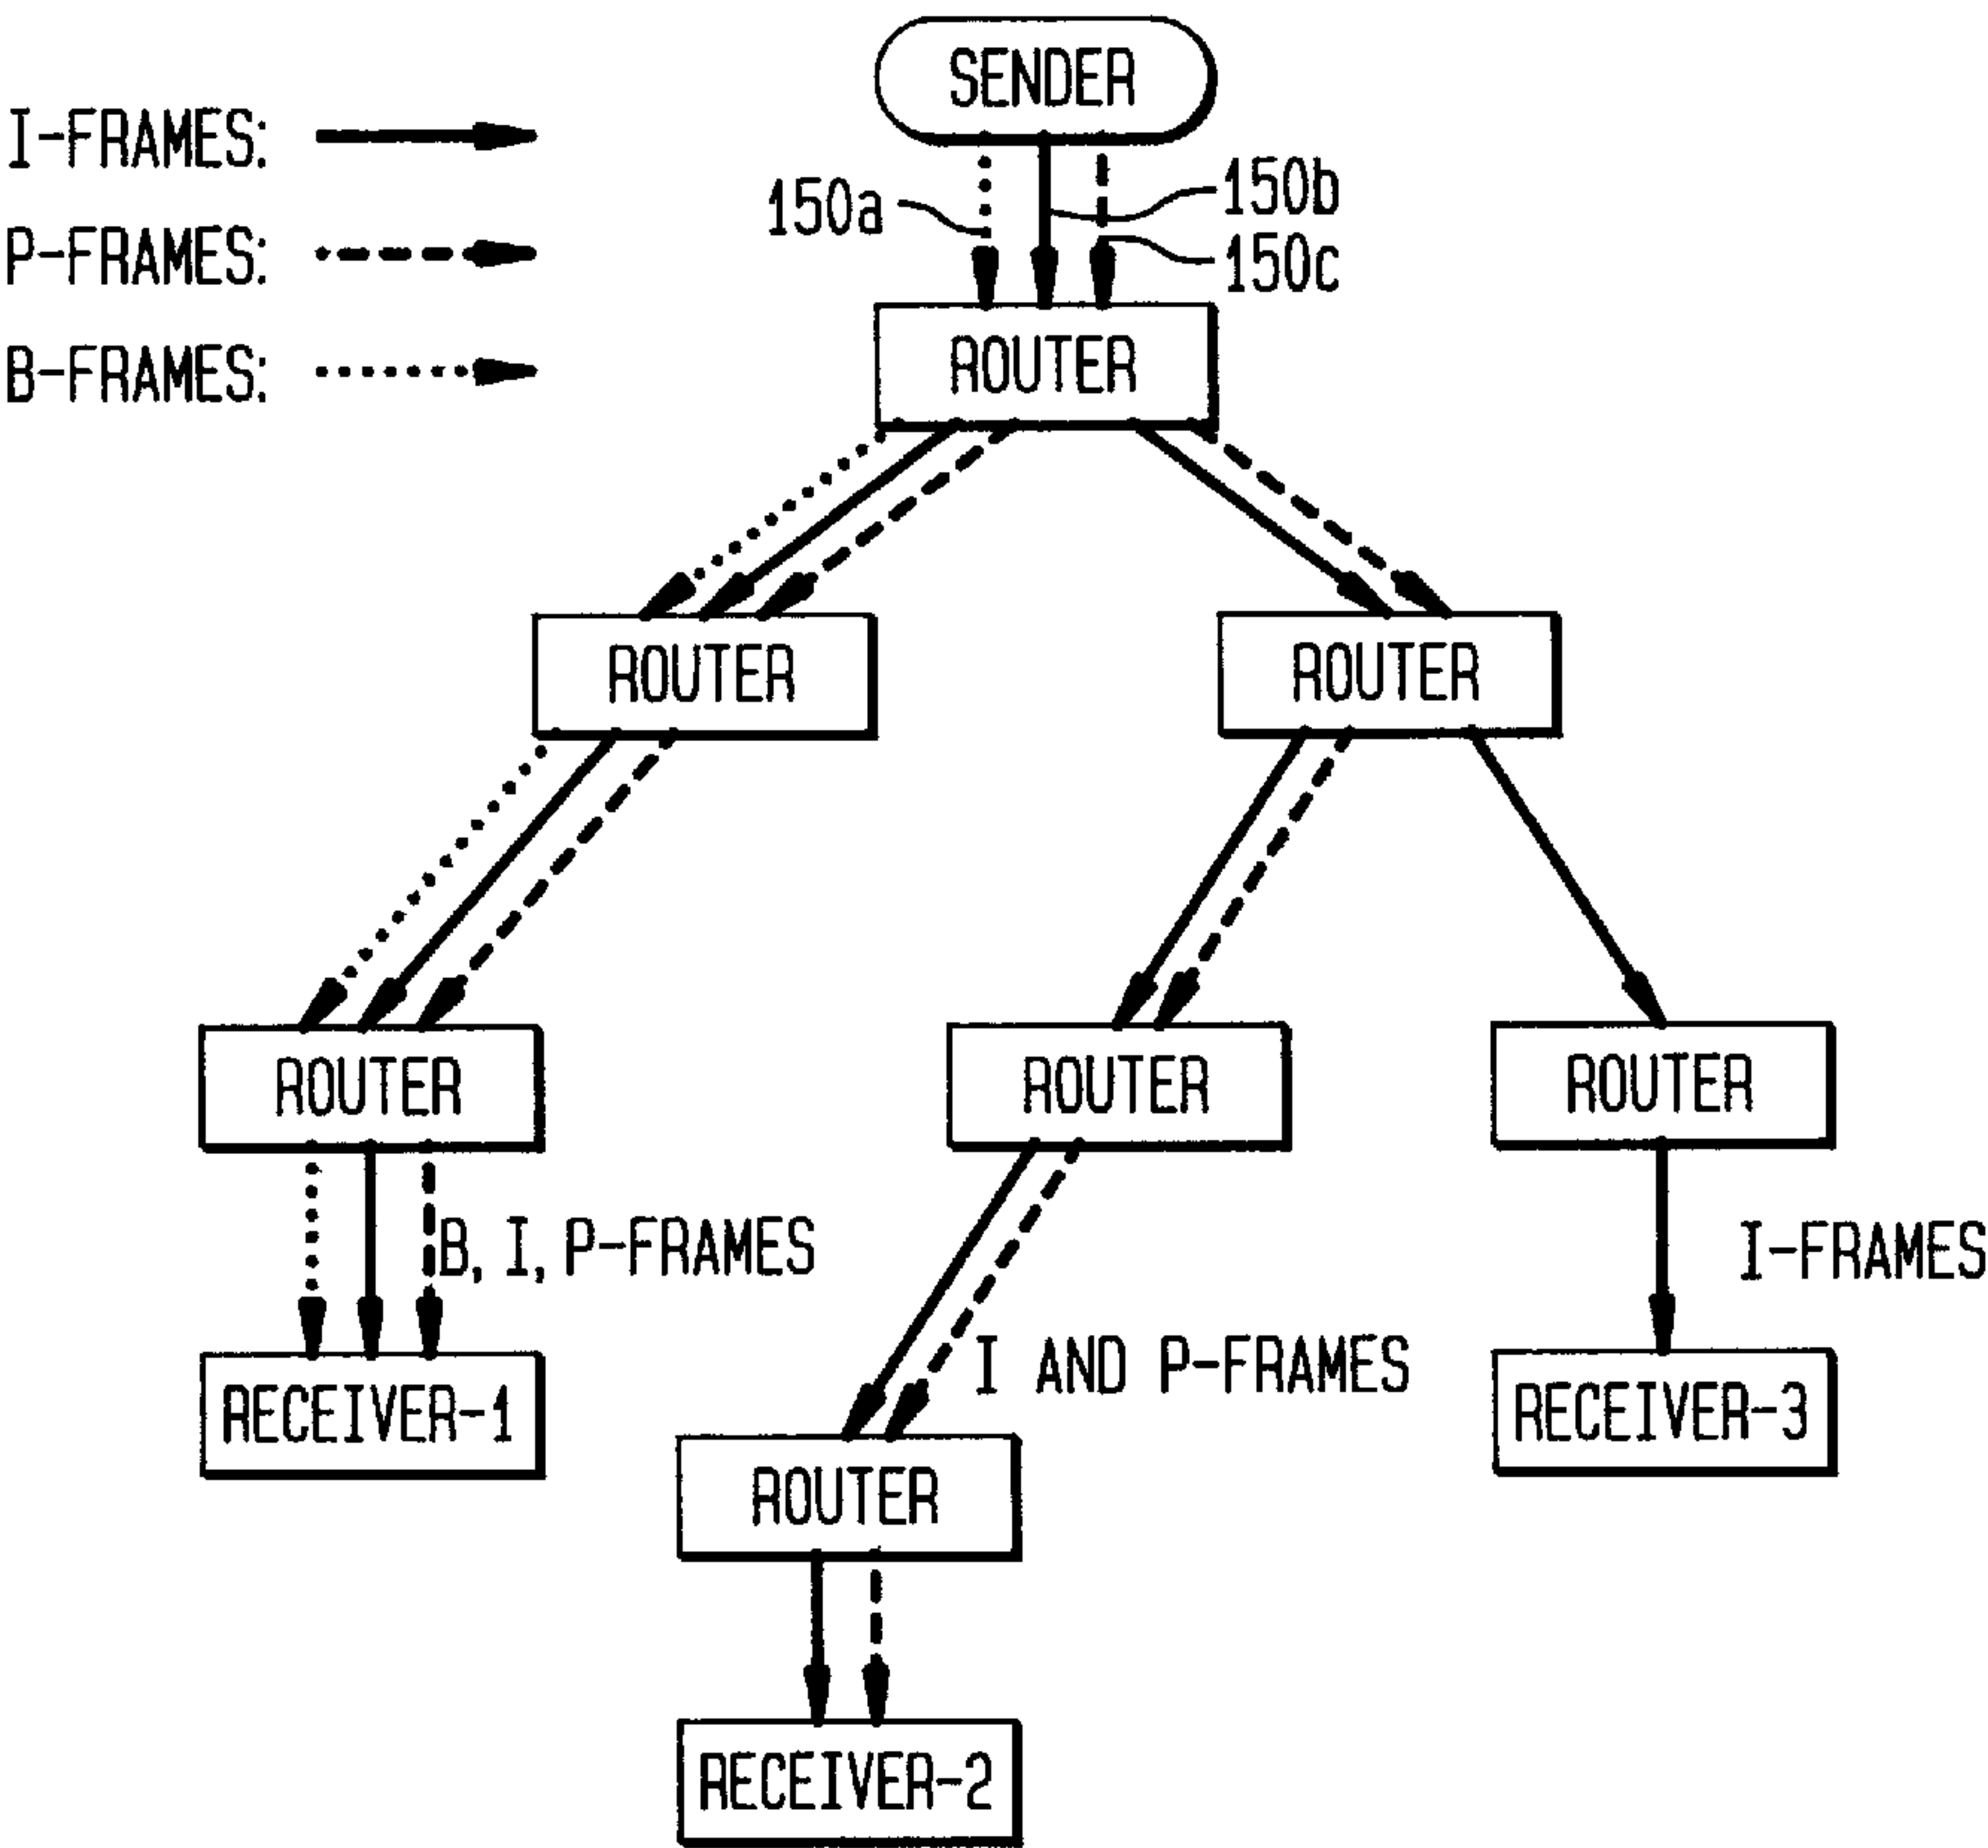 SENDER
I-FRAMES:
150a
150b
P-FRAMES:
150c
ROUTER
B-FRAMES:
ROUTER
ROUTER
ROUTER
ROUTER
ROUTER
B, I, P-FRAMES
I-FRAMES
I AND P-FRAMES
RECEIVER-1
RECEIVER-3
ROUTER
RECEIVER-2